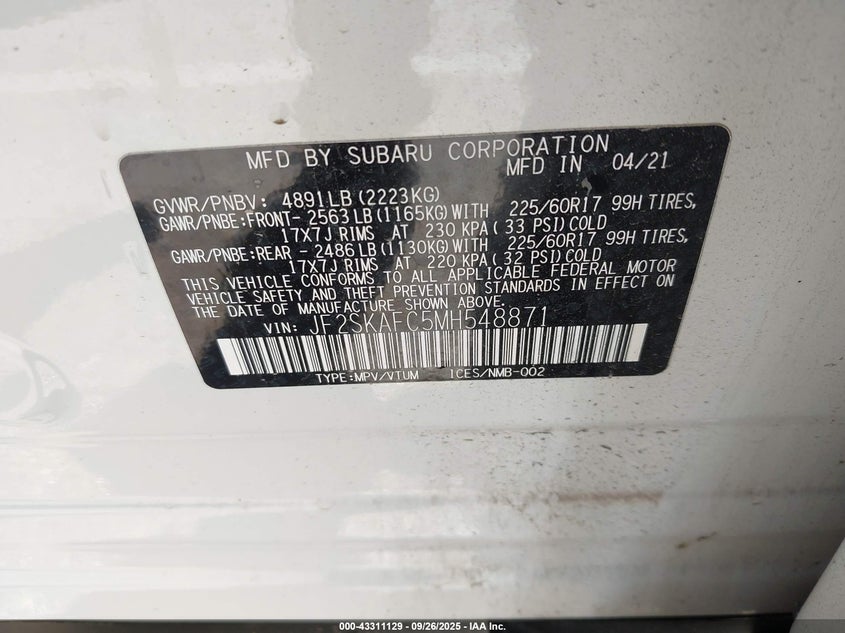 MFD BY SUBARU CORPORATION
MFD IN 04/21
GVWR/PNBV: 4891LB (2223KG)
GAWR/PNBE:FRONT- 2563LB (1165KG)WITH 225/60R17 99H TIRES,
17X7J RIMS AT 230 KPA( 33 PSI)COLD
GAWR/PNBE:REAR - 2486LB (1130KG)WITH 225/60R17 99H TIRES,
17X7J RIMS AT 220 KPA( 32 PSI)COLD
THIS VEHICLE CONFORMS TO ALL APPLICABLE FEDERAL MOTOR
VEHICLE SAFETY AND THEFT PREVENTION STANDARDS IN EFFECT ON
THE DATE OF MANUFACTURE SHOWN ABOVE.
VIN: JF2SKAFC5MH548871
TYPE:MPV/VTUM ICES/NMB-002
000-43311129 - 09/26/2025 - IAA Inc.